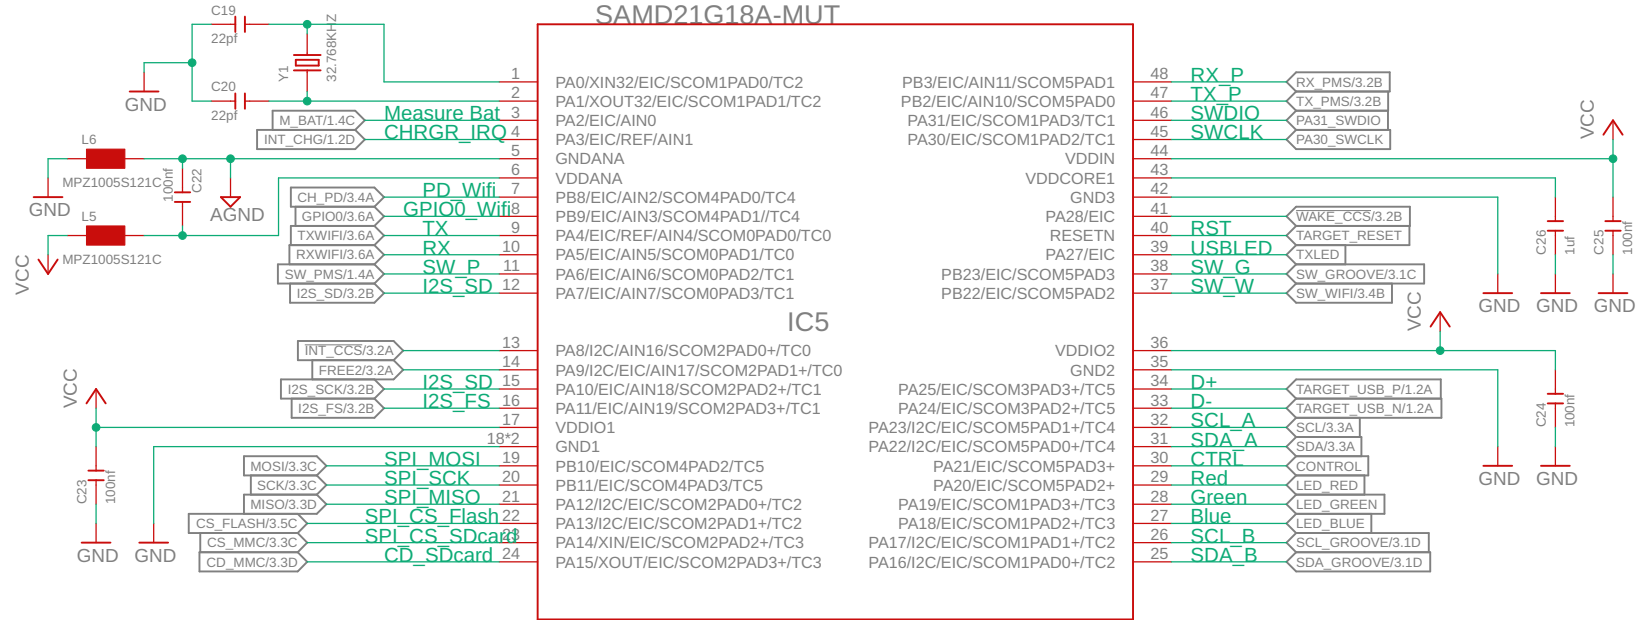 SAMD21G18A-MUT
C19
22pf
Y1
32.768KHZ
C20
22pf
GND
1 PA0/XIN32/EIC/SCOM1PAD0/TC2
2 PA1/XOUT32/EIC/SCOM1PAD1/TC2
M_BAT/1.4C Measure Bat 3 PA2/EIC/AIN0
INT_CHG/1.2D CHRGR_IRQ 4 PA3/EIC/REF/AIN1
5 GNDANA
6 VDDANA
CH_PD/3.4A PD_Wifi 7 PB8/EIC/AIN2/SCOM4PAD0/TC4
GPIO0/3.6A GPIO0_Wifi 8 PB9/EIC/AIN3/SCOM4PAD1//TC4
TXWIFI/3.6A TX 9 PA4/EIC/REF/AIN4/SCOM0PAD0/TC0
RXWIFI/3.6A RX 10 PA5/EIC/AIN5/SCOM0PAD1/TC0
SW_PMS/1.4A SW_P 11 PA6/EIC/AIN6/SCOM0PAD2/TC1
I2S_SD/3.2B I2S_SD 12 PA7/EIC/AIN7/SCOM0PAD3/TC1
L6
MPZ1005S121C
100nf
C22
GND
AGND
L5
MPZ1005S121C
VCC
IC5
INT_CCS/3.2A 13 PA8/I2C/AIN16/SCOM2PAD0+/TC0
FREE2/3.2A 14 PA9/I2C/EIC/AIN17/SCOM2PAD1+/TC0
I2S_SCK/3.2B I2S_SD 15 PA10/EIC/AIN18/SCOM2PAD2+/TC1
I2S_FS/3.2B I2S_FS 16 PA11/EIC/AIN19/SCOM2PAD3+/TC1
17 VDDIO1
18*2 GND1
MOSI/3.3C SPI_MOSI 19 PB10/EIC/SCOM4PAD2/TC5
SCK/3.3C SPI_SCK 20 PB11/EIC/SCOM4PAD3/TC5
MISO/3.3D SPI_MISO 21 PA12/I2C/EIC/SCOM2PAD0+/TC2
CS_FLASH/3.5C SPI_CS_Flash 22 PA13/I2C/EIC/SCOM2PAD1+/TC2
CS_MMC/3.3C SPI_CS_SDcard 23 PA14/XIN/EIC/SCOM2PAD2+/TC3
CD_MMC/3.3D CD_SDcard 24 PA15/XOUT/EIC/SCOM2PAD3+/TC3
VCC
C23
100nf
GND
GND
PB3/EIC/AIN11/SCOM5PAD1 48 RX_P RX_PMS/3.2B
PB2/EIC/AIN10/SCOM5PAD0 47 TX_P TX_PMS/3.2B
PA31/EIC/SCOM1PAD3/TC1 46 SWDIO PA31_SWDIO
PA30/EIC/SCOM1PAD2/TC1 45 SWCLK PA30_SWCLK
VDDIN 44
VDDCORE1 43
GND3 42
PA28/EIC 41 WAKE_CCS/3.2B
RESETN 40 RST TARGET_RESET
PA27/EIC 39 USBLED TXLED
PB23/EIC/SCOM5PAD3 38 SW_G SW_GROOVE/3.1C
PB22/EIC/SCOM5PAD2 37 SW_W SW_WIFI/3.4B
VCC
C26
1uf
C25
100nf
GND
GND
GND
VCC
VDDIO2 36
GND2 35
PA25/EIC/SCOM3PAD3+/TC5 34 D+ TARGET_USB_P/1.2A
PA24/EIC/SCOM3PAD2+/TC5 33 D- TARGET_USB_N/1.2A
PA23/I2C/EIC/SCOM5PAD1+/TC4 32 SCL_A SCL/3.3A
PA22/I2C/EIC/SCOM5PAD0+/TC4 31 SDA_A SDA/3.3A
PA21/EIC/SCOM5PAD3+ 30 CTRL CONTROL
PA20/EIC/SCOM5PAD2+ 29 Red LED_RED
PA19/EIC/SCOM1PAD3+/TC3 28 Green LED_GREEN
PA18/EIC/SCOM1PAD2+/TC3 27 Blue LED_BLUE
PA17/I2C/EIC/SCOM1PAD1+/TC2 26 SCL_B SCL_GROOVE/3.1D
PA16/I2C/EIC/SCOM1PAD0+/TC2 25 SDA_B SDA_GROOVE/3.1D
C24
100nf
GND
GND